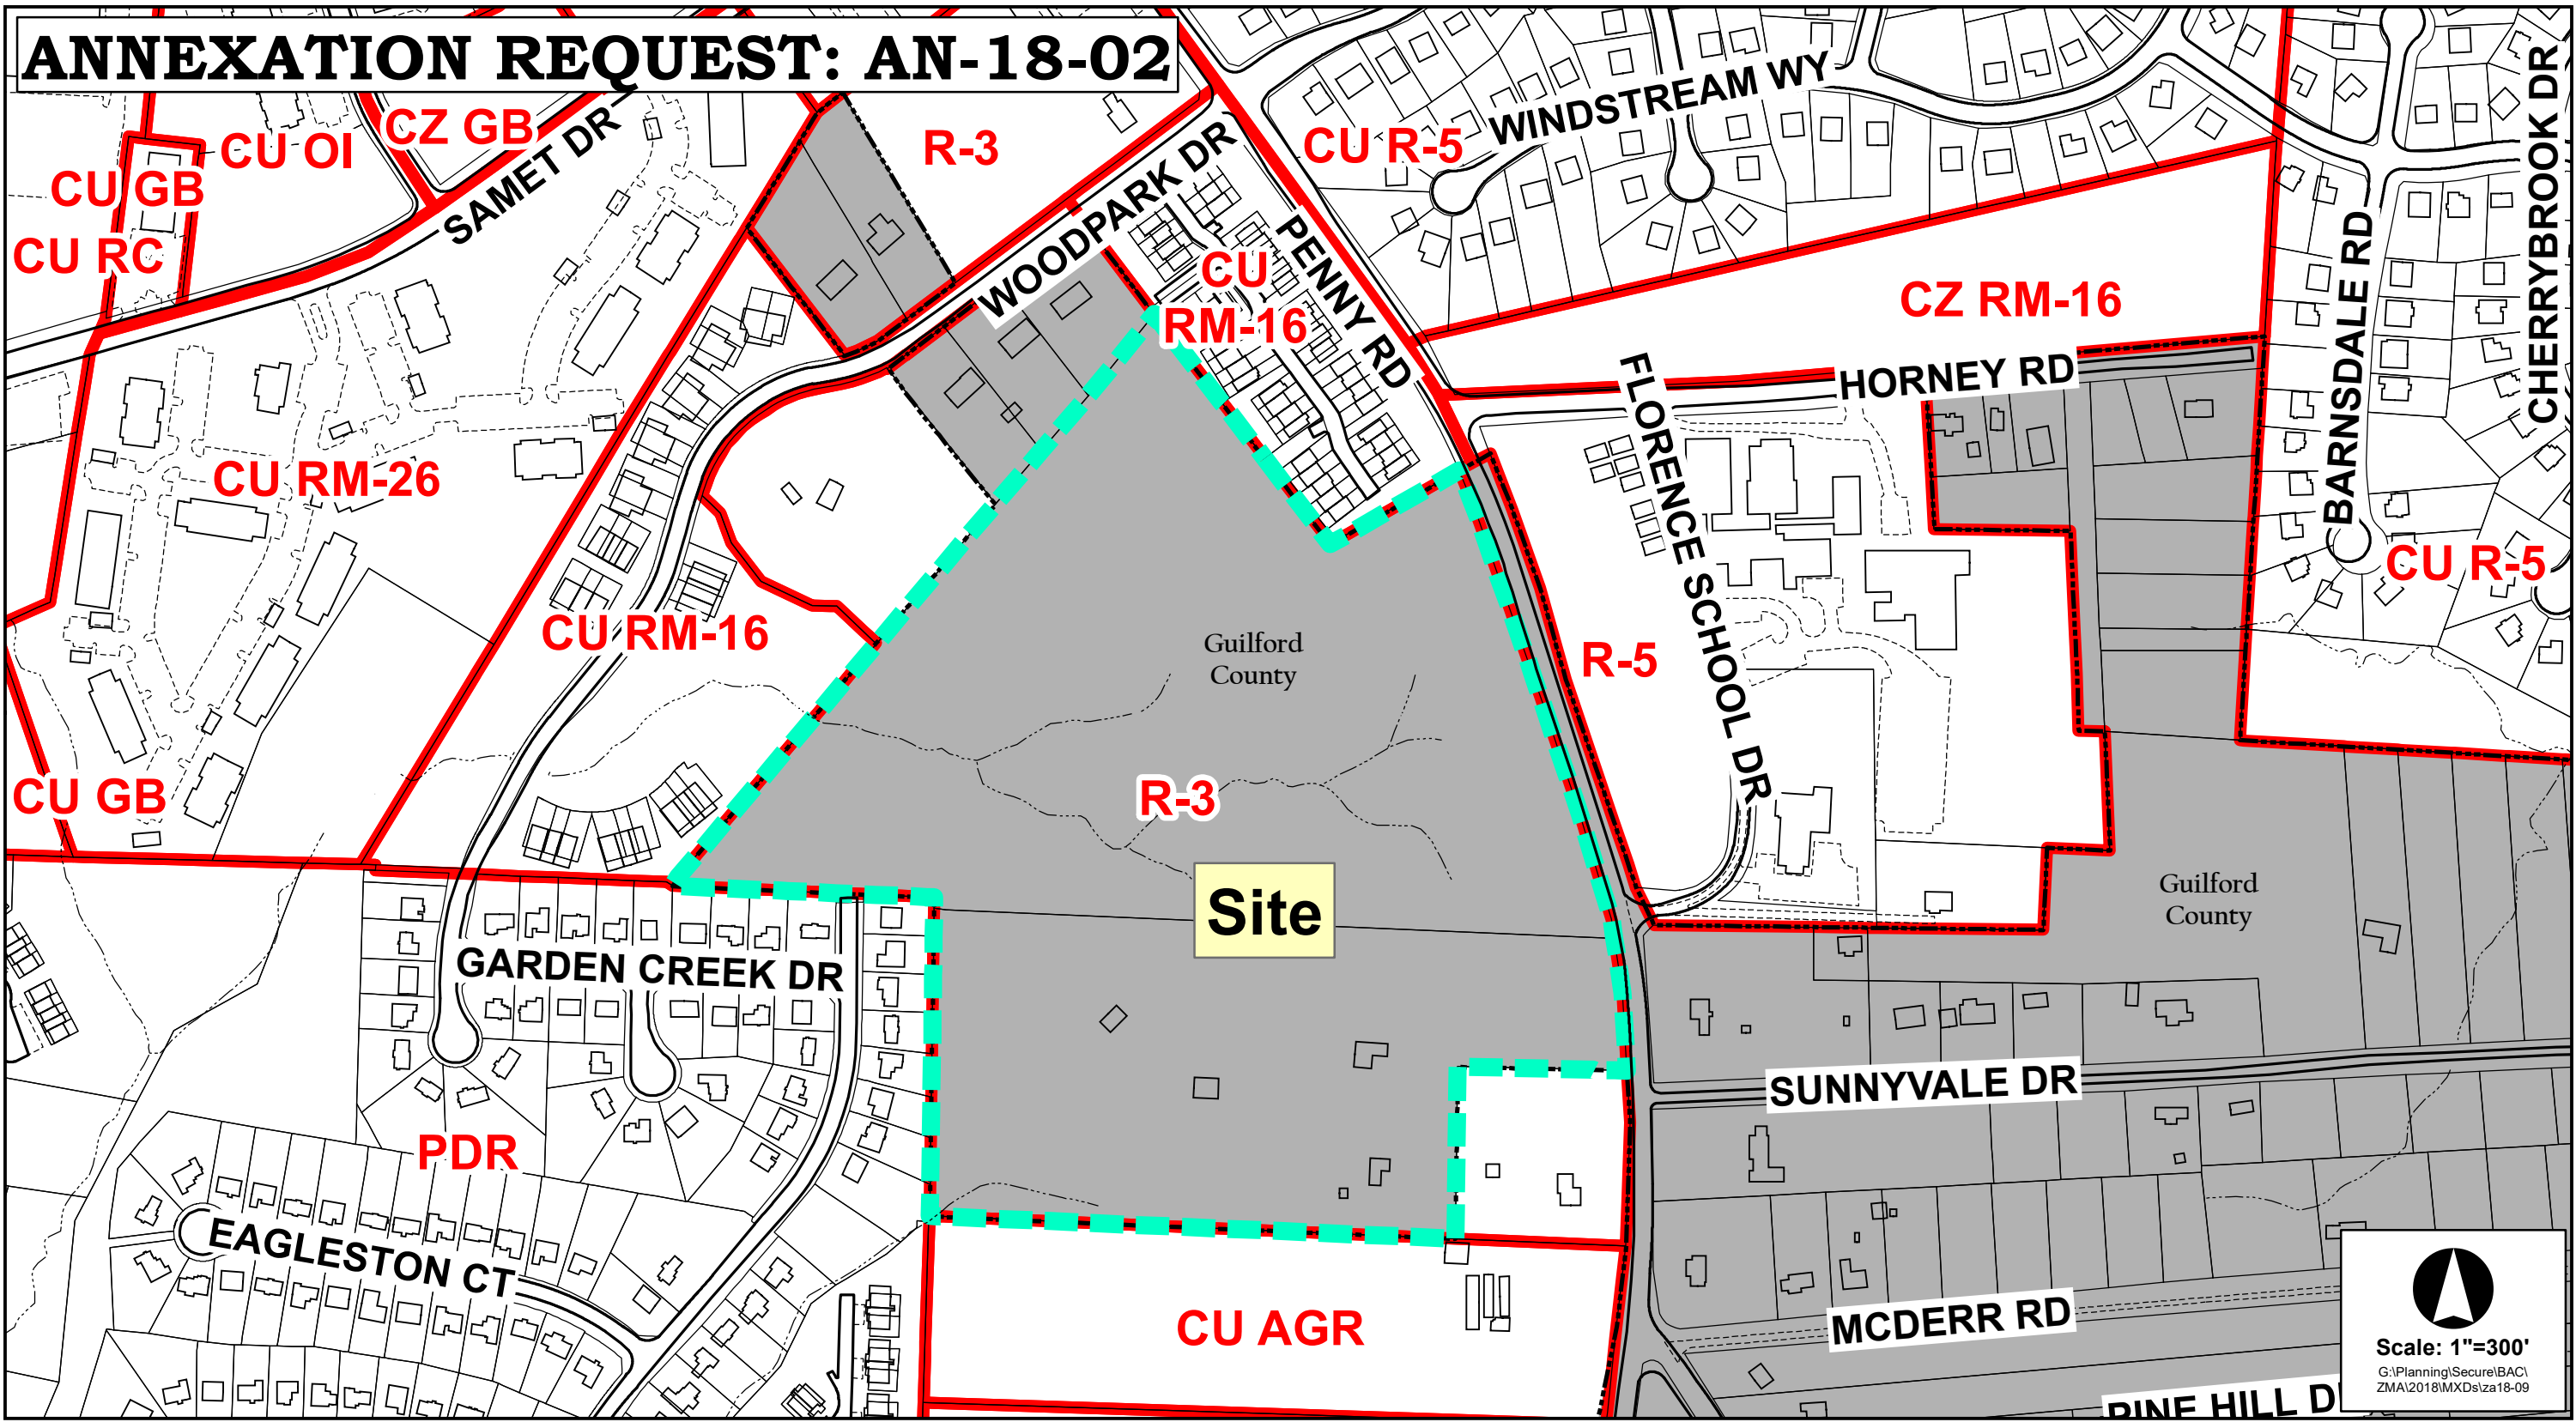 ANNEXATION REQUEST: AN-18-02
CU OI
CZ GB
SAMET DR
CU GB
CU RC
R-3
WOODPARK DR
CU R-5
WINDSTREAM WY
PENNY RD
CU
RM-16
CZ RM-16
HORNEY RD
BARNSDALE RD
CHERRYBROOK DR
CU R-5
FLORENCE SCHOOL DR
R-5
CU RM-26
CU RM-16
CU GB
Guilford
County
R-3
Site
Guilford
County
GARDEN CREEK DR
PDR
EAGLESTON CT
SUNNYVALE DR
CU AGR
MCDERR RD
PINE HILL D
Scale: 1"=300'
G:\Planning\Secure\BAC\
ZMA\2018\MXDs\za18-09